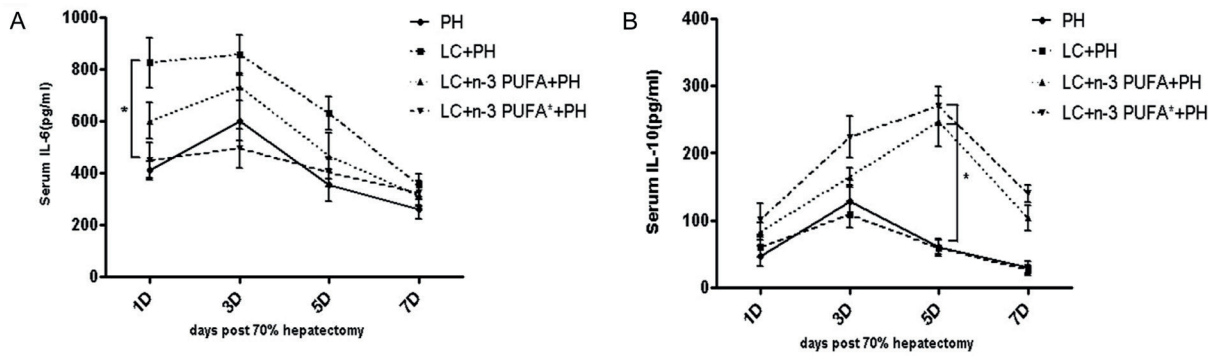 A
Serum IL-6(pg/ml)
1000
800
600
400
200
0
*
1D
3D
5D
7D
days post 70% hepatectomy
PH
LC+PH
LC+n-3 PUFA+PH
LC+n-3 PUFA*+PH
B
Serum IL-10(pg/ml)
400
300
200
100
0
*
1D
3D
5D
7D
days post 70% hepatectomy
PH
LC+PH
LC+n-3 PUFA+PH
LC+n-3 PUFA*+PH